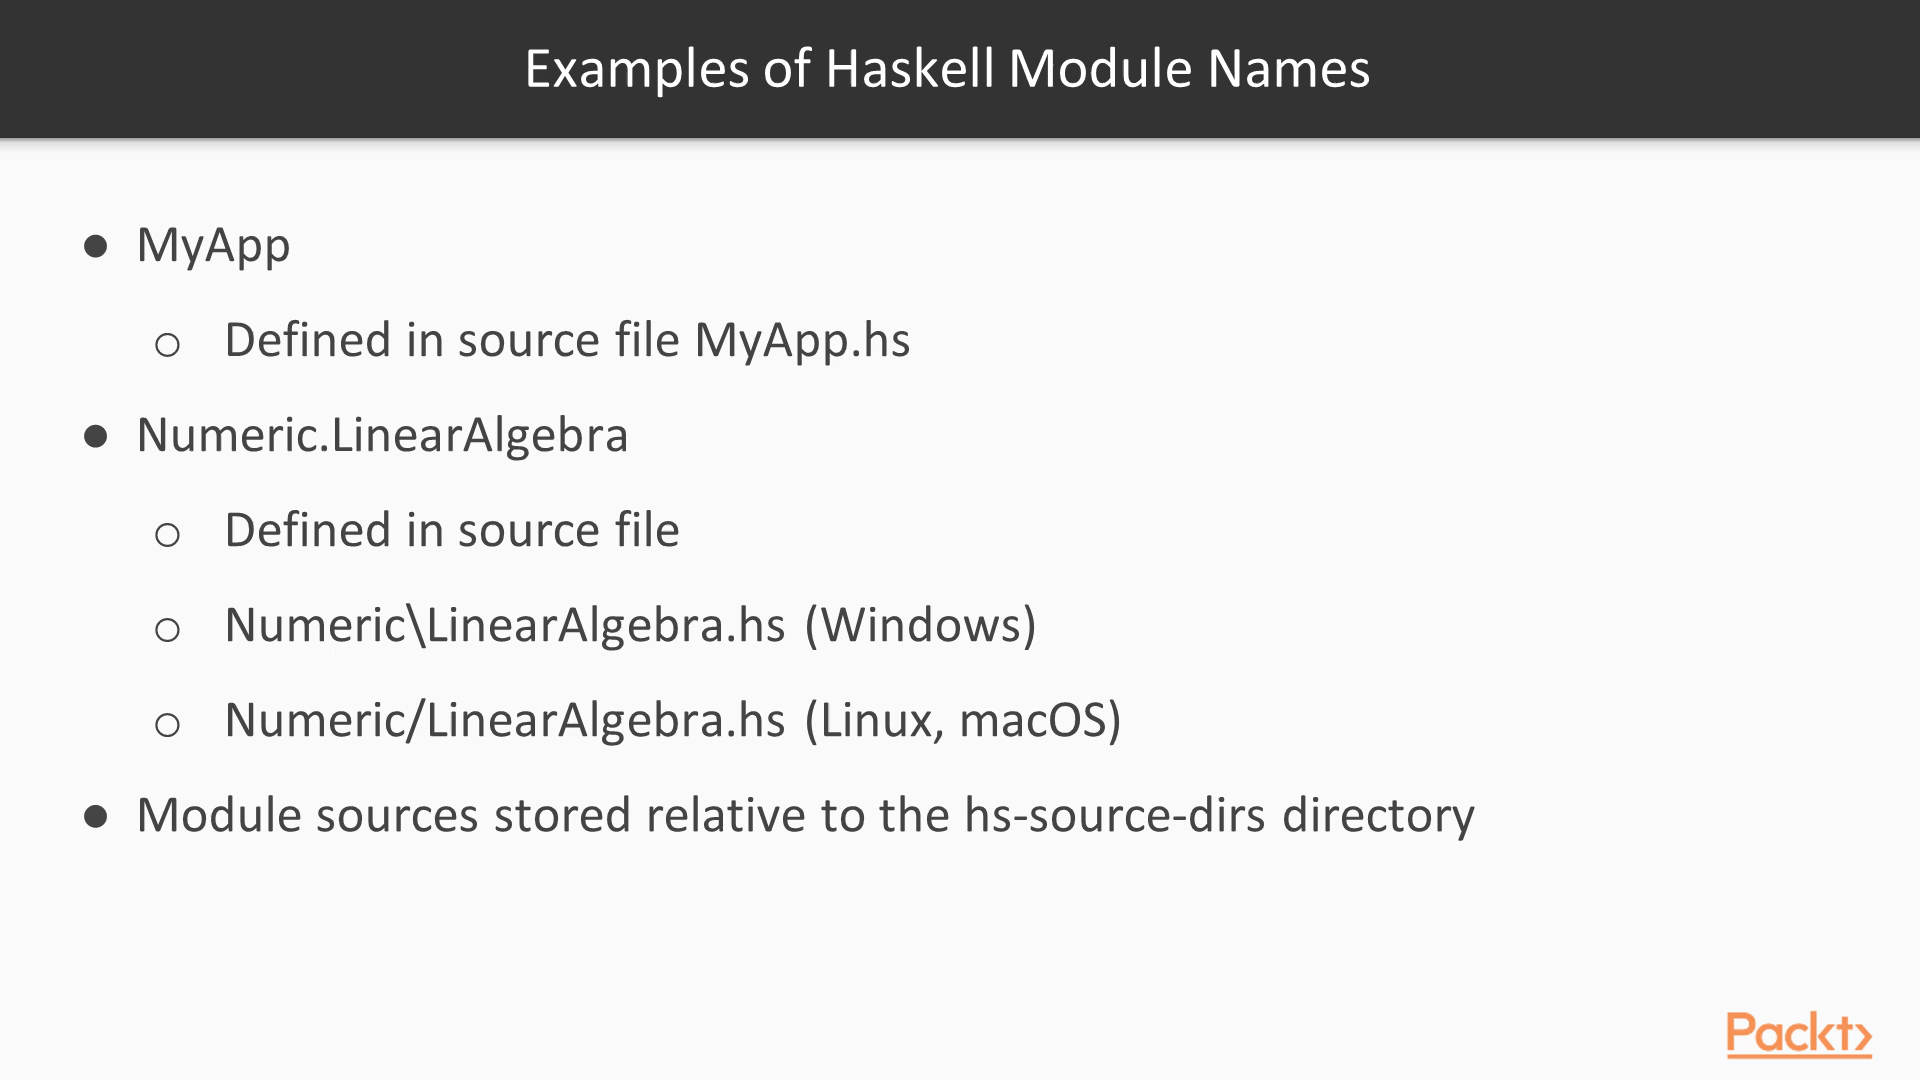 Examples of Haskell Module Names
● MyApp
○ Defined in source file MyApp.hs
● Numeric.LinearAlgebra
○ Defined in source file
○ Numeric\LinearAlgebra.hs (Windows)
○ Numeric/LinearAlgebra.hs (Linux, macOS)
● Module sources stored relative to the hs-source-dirs directory
Packt>